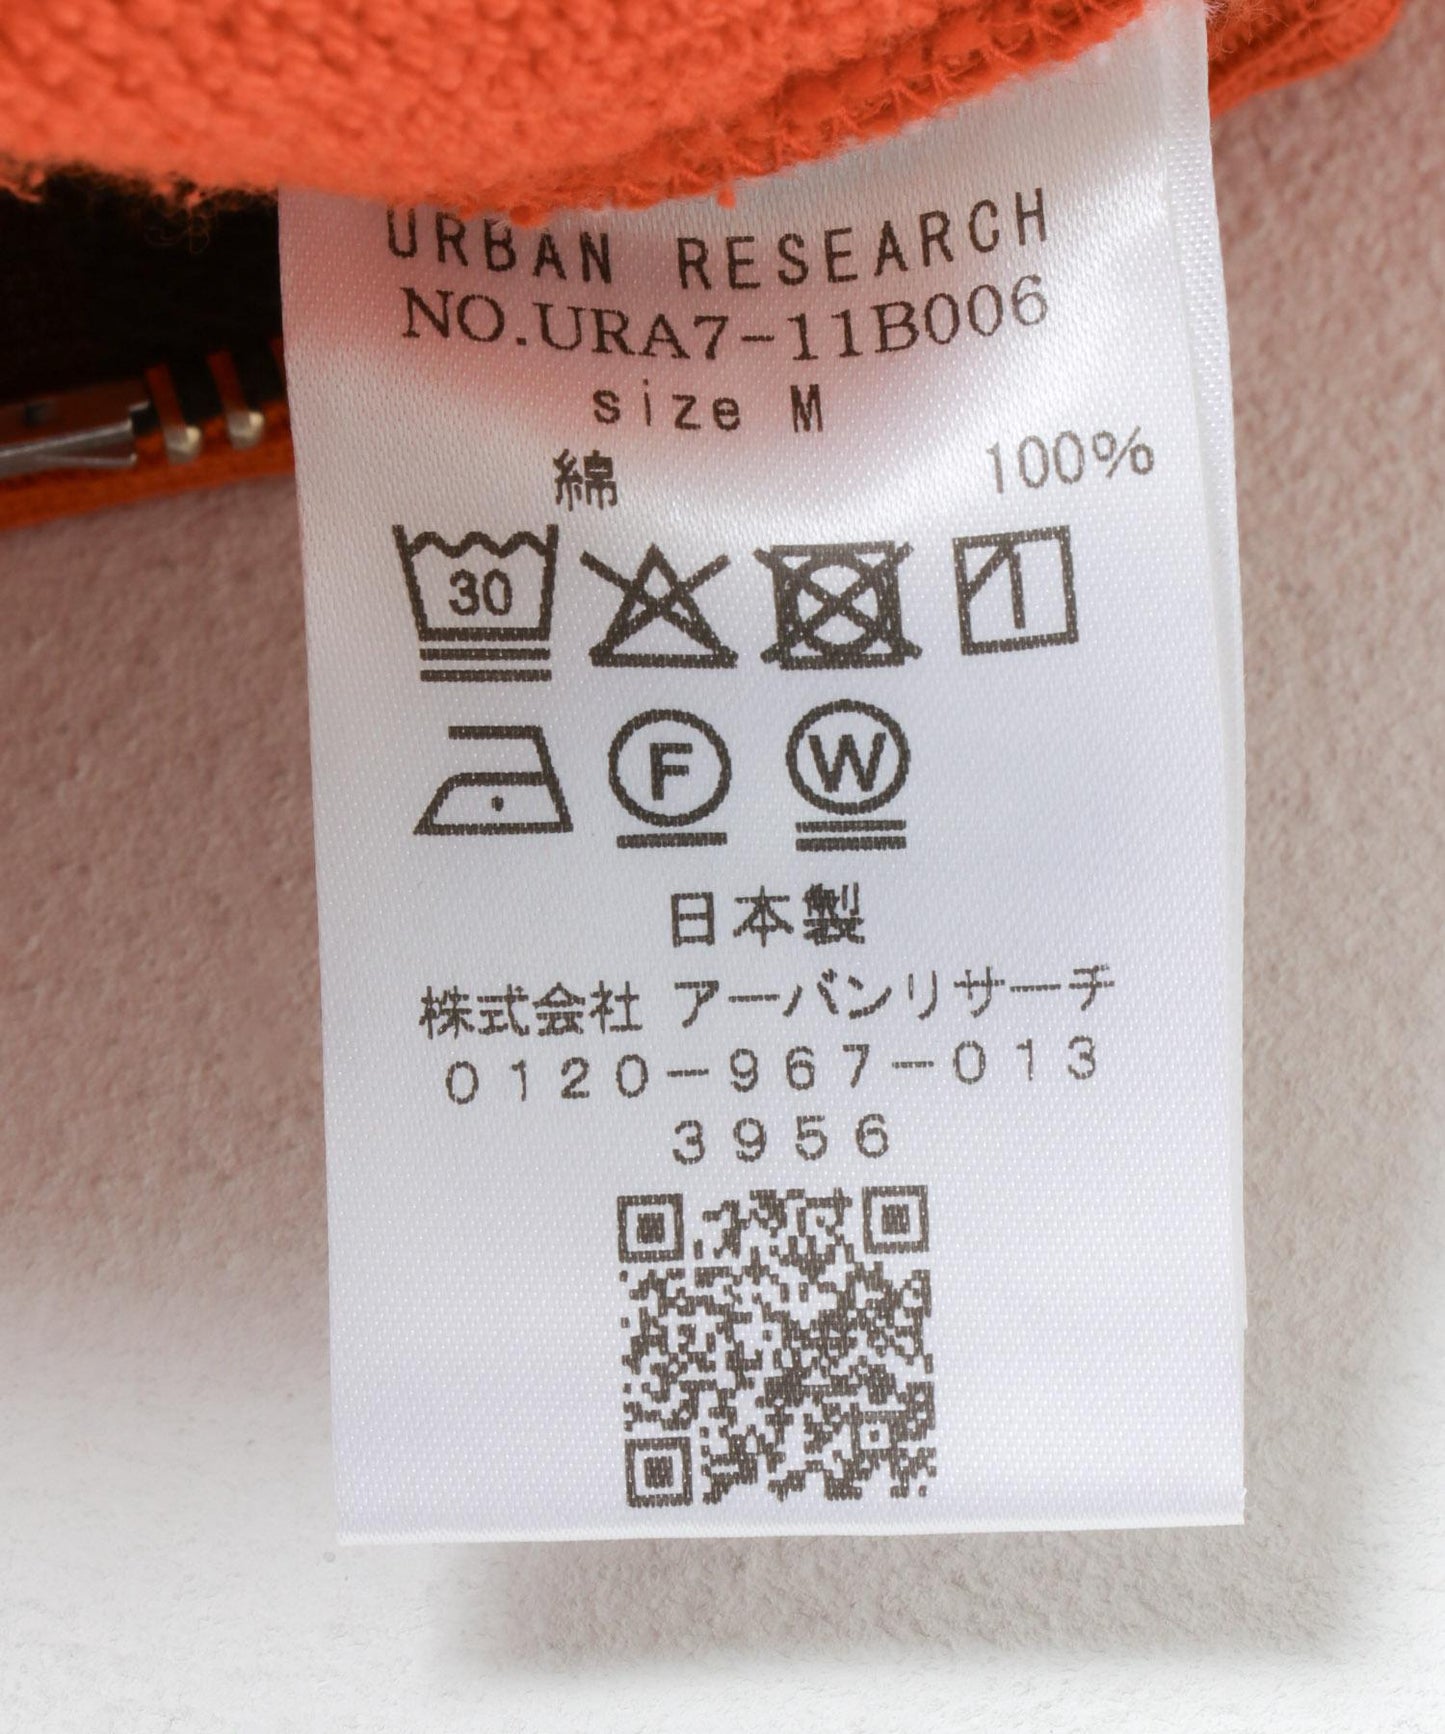 URBAN RESEARCH
NO.URA7-11B006
size M
綿 100%
30
F W
日本製
株式会社 アーバンリサーチ
0120-967-013
3956